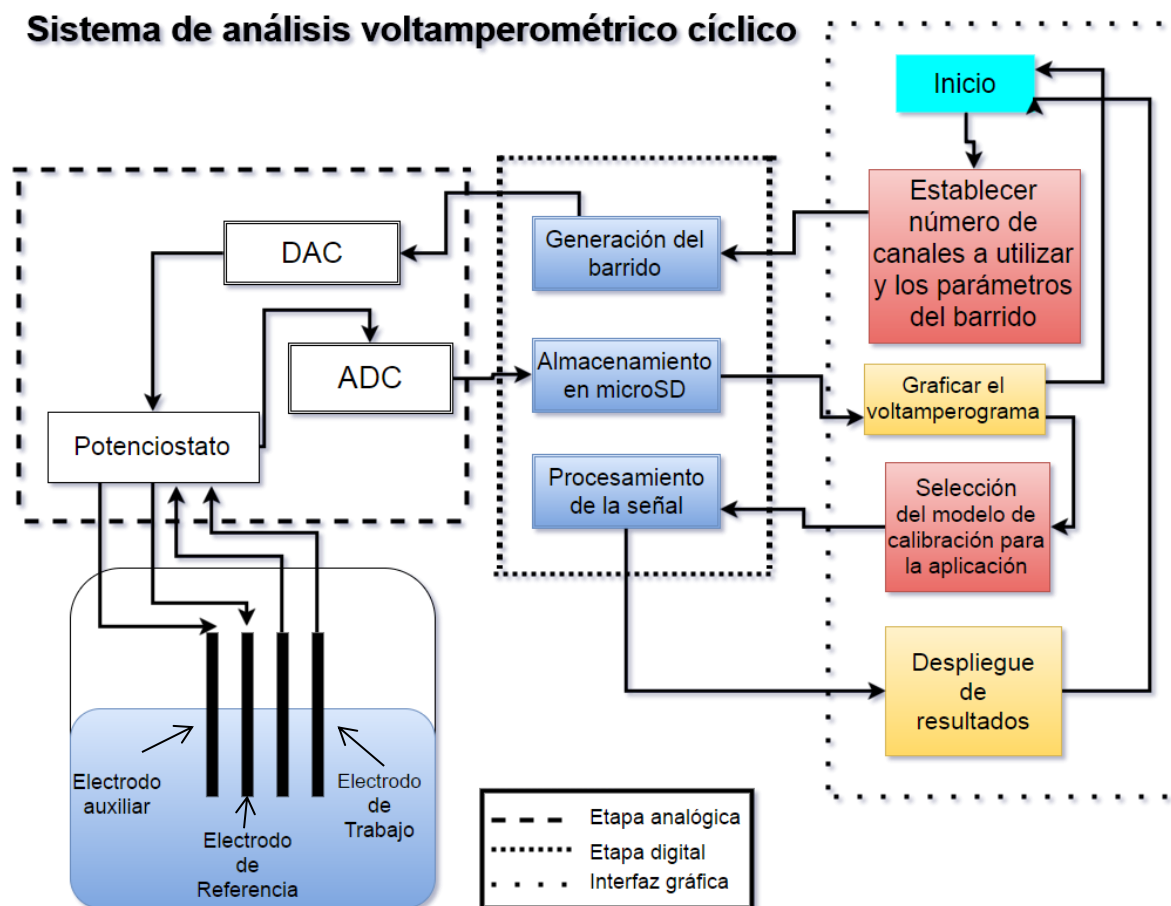 Sistema de análisis voltamperométrico cíclico
Inicio
Establecer
número de
canales a utilizar
y los parámetros
del barrido
Generación del
barrido
DAC
ADC
Almacenamiento
en microSD
Graficar el
voltamperograma
Potenciostato
Procesamiento
de la señal
Selección
del modelo de
calibración para
la aplicación
Despliegue
de
resultados
Electrodo
auxiliar
Electrodo
de
Referencia
Electrodo
de
Trabajo
Etapa analógica
Etapa digital
Interfaz gráfica